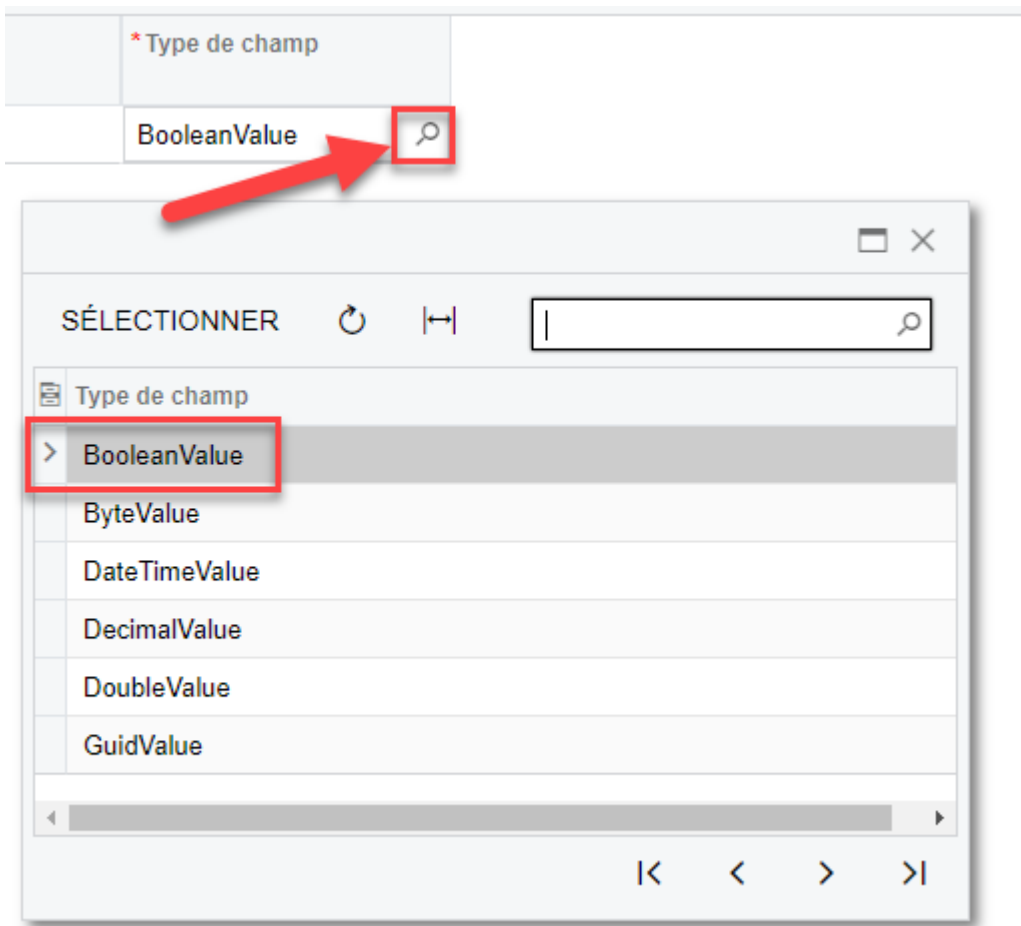 * Type de champ
BooleanValue
SÉLECTIONNER
Type de champ
BooleanValue
ByteValue
DateTimeValue
DecimalValue
DoubleValue
GuidValue